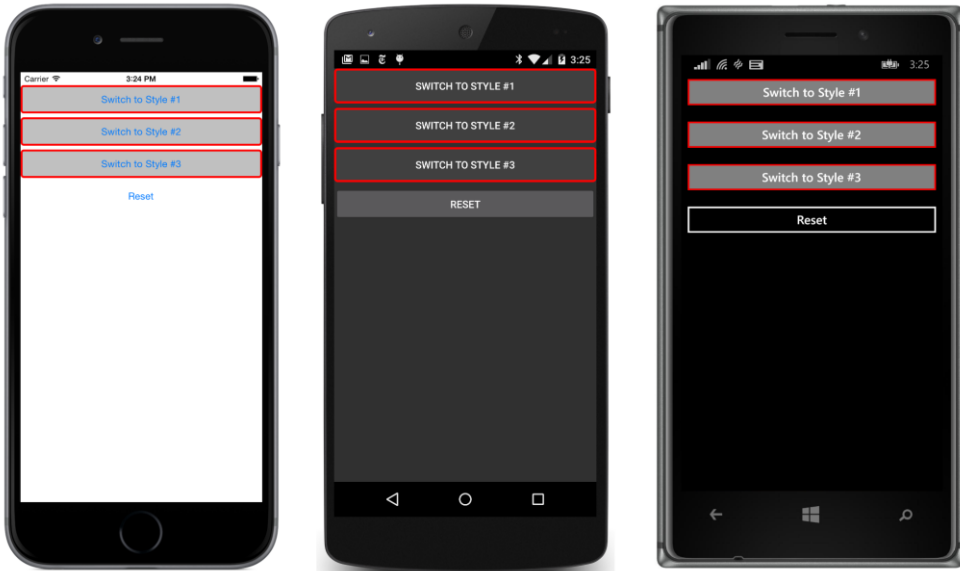 Carrier
3:24 PM
Switch to Style #1
Switch to Style #2
Switch to Style #3
Reset
3:25
SWITCH TO STYLE #1
SWITCH TO STYLE #2
SWITCH TO STYLE #3
RESET
3:25
Switch to Style #1
Switch to Style #2
Switch to Style #3
Reset